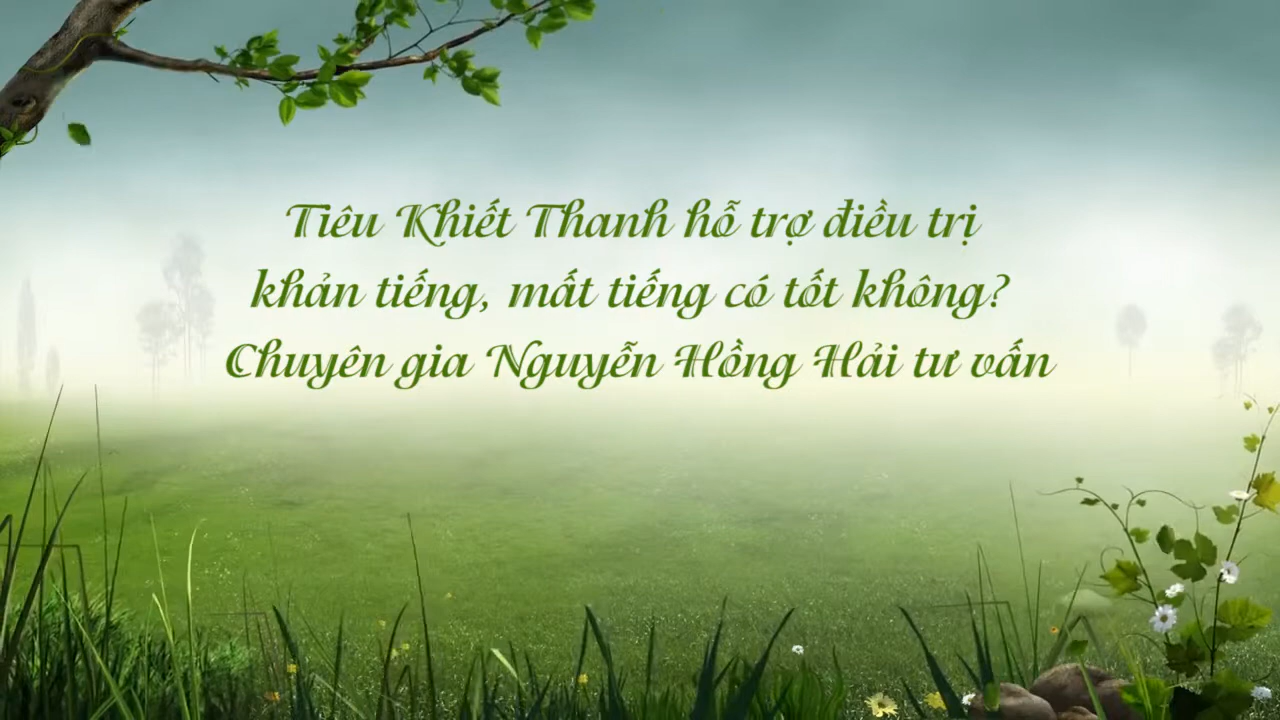 Tiêu Khiết Thanh hỗ trợ điều trị
khản tiếng, mất tiếng có tốt không?
Chuyên gia Nguyễn Hồng Hải tư vấn